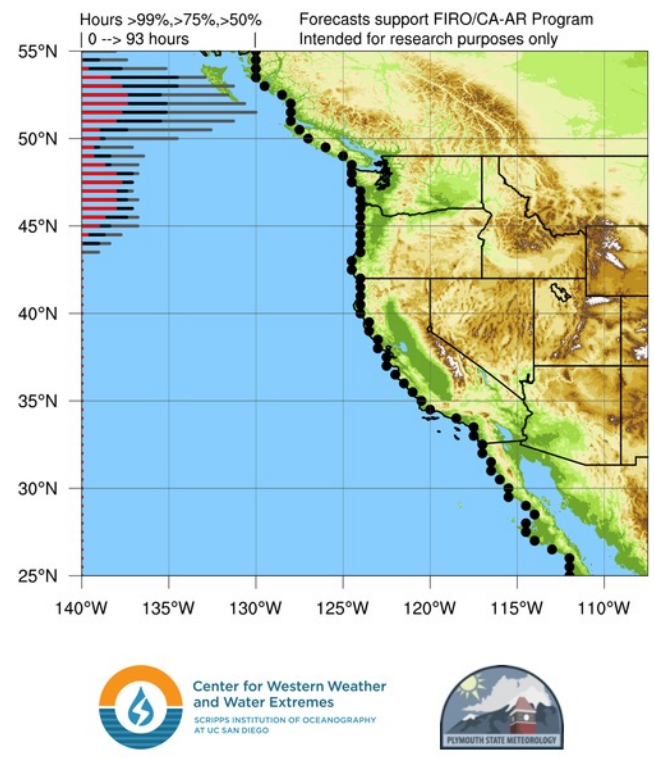 Hours >99%,>75%,>50%
| 0 --> 93 hours |
Forecasts support FIRO/CA-AR Program
Intended for research purposes only
55°N
50°N
45°N
40°N
35°N
30°N
25°N
140°W 135°W 130°W 125°W 120°W 115°W 110°W
Center for Western Weather
and Water Extremes
SCRIPPS INSTITUTION OF OCEANOGRAPHY
AT UC SAN DIEGO
PLYMOUTH STATE METEOROLOGY